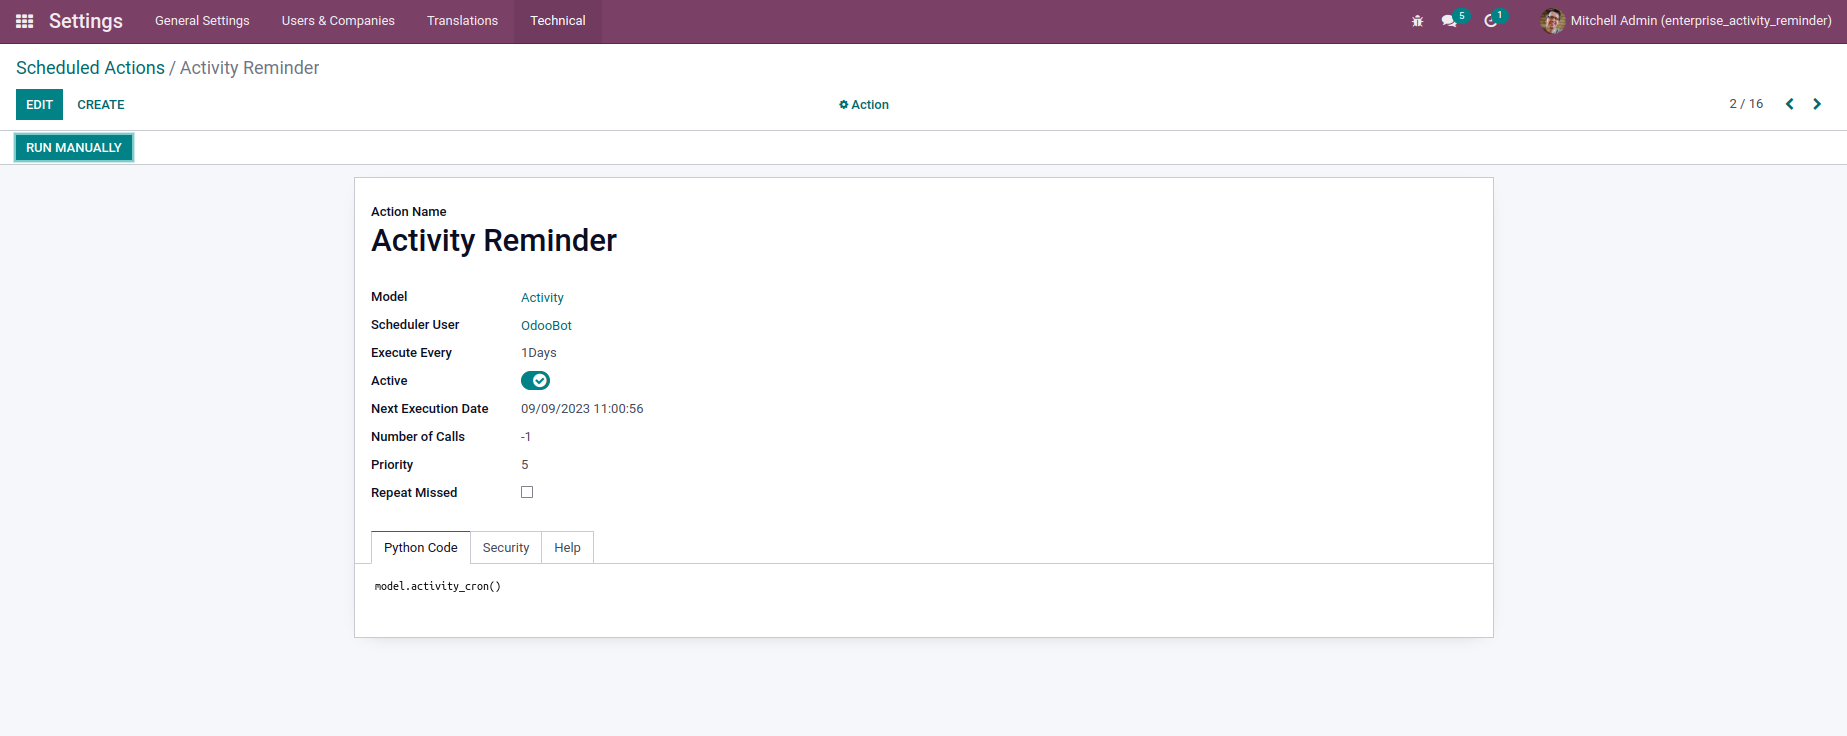 Settings General Settings Users & Companies Translations Technical 5 1 Mitchell Admin (enterprise_activity_reminder)
Scheduled Actions / Activity Reminder
EDIT CREATE Action 2 / 16
RUN MANUALLY
Action Name
Activity Reminder
Model Activity
Scheduler User OdooBot
Execute Every 1Days
Active
Next Execution Date 09/09/2023 11:00:56
Number of Calls -1
Priority 5
Repeat Missed
Python Code Security Help
model.activity_cron()